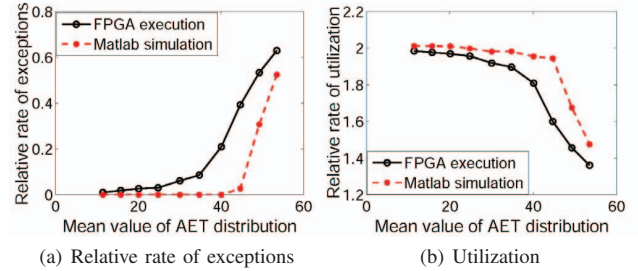 Relative rate of exceptions
0.8
0.6
0.4
0.2
0
FPGA execution
Matlab simulation
0 20 40 60
Mean value of AET distribution
(a) Relative rate of exceptions
Relative rate of utilization
2.2
2
1.8
1.6
1.4
1.2
FPGA execution
Matlab simulation
0 20 40 60
Mean value of AET distribution
(b) Utilization